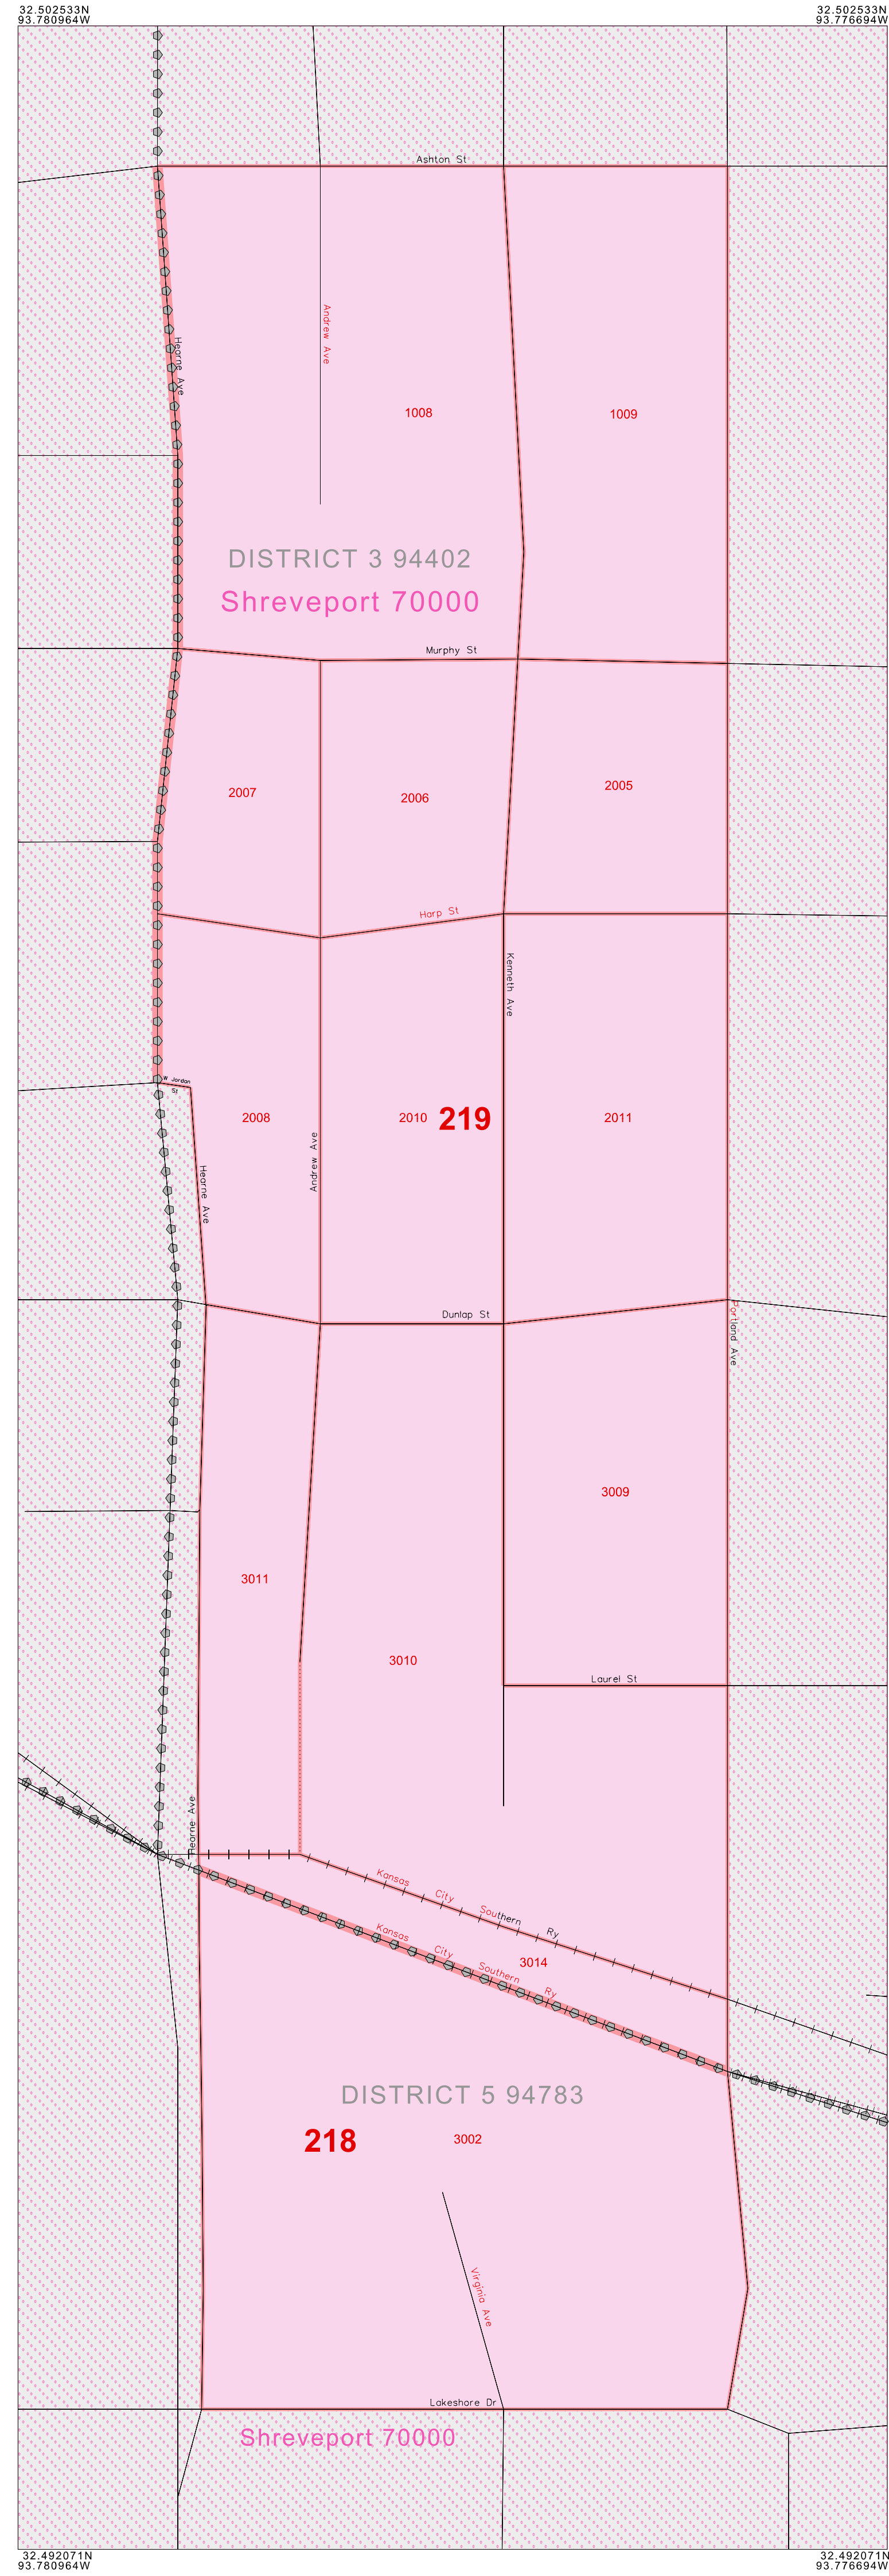 32.502533N
93.780964W
32.502533N
93.776694W
Ashton St
Hearne Ave
Andrew Ave
1008
1009
DISTRICT 3 94402
Shreveport 70000
Murphy St
2007
2006
2005
Harp St
Kenneth Ave
W Jordan
St
2008
2010
219
2011
Andrew Ave
Hearne Ave
Dunlap St
Portland Ave
3009
3011
3010
Laurel St
Hearne Ave
Kansas City Southern Ry
3014
Kansas City Southern Ry
DISTRICT 5 94783
218
3002
Virginia Ave
Lakeshore Dr
Shreveport 70000
32.492071N
93.780964W
32.492071N
93.776694W